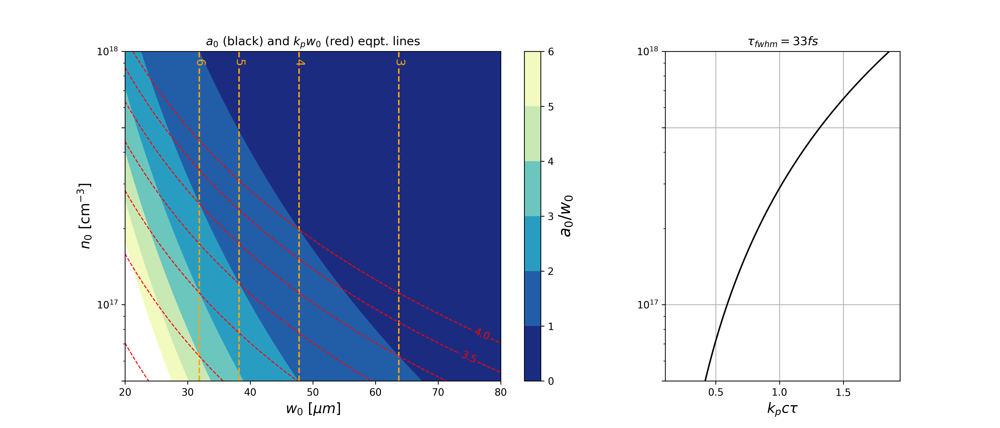 a₀ (black) and kₚw₀ (red) eqpt. lines
10¹⁸
10¹⁷
n₀ [cm⁻³]
6
5
4
3
4.0
3.5
20 30 40 50 60 70 80
w₀ [μm]
6
5
4
3
2
1
0
a₀/w₀
τ_fwhm = 33fs
10¹⁸
10¹⁷
0.5 1.0 1.5
kₚcτ